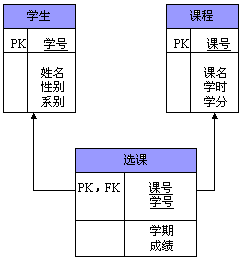 学生
PK 学号
姓名
性别
系别
课程
PK 课号
课名
学时
学分
选课
PK，FK 课号
学号
学期
成绩